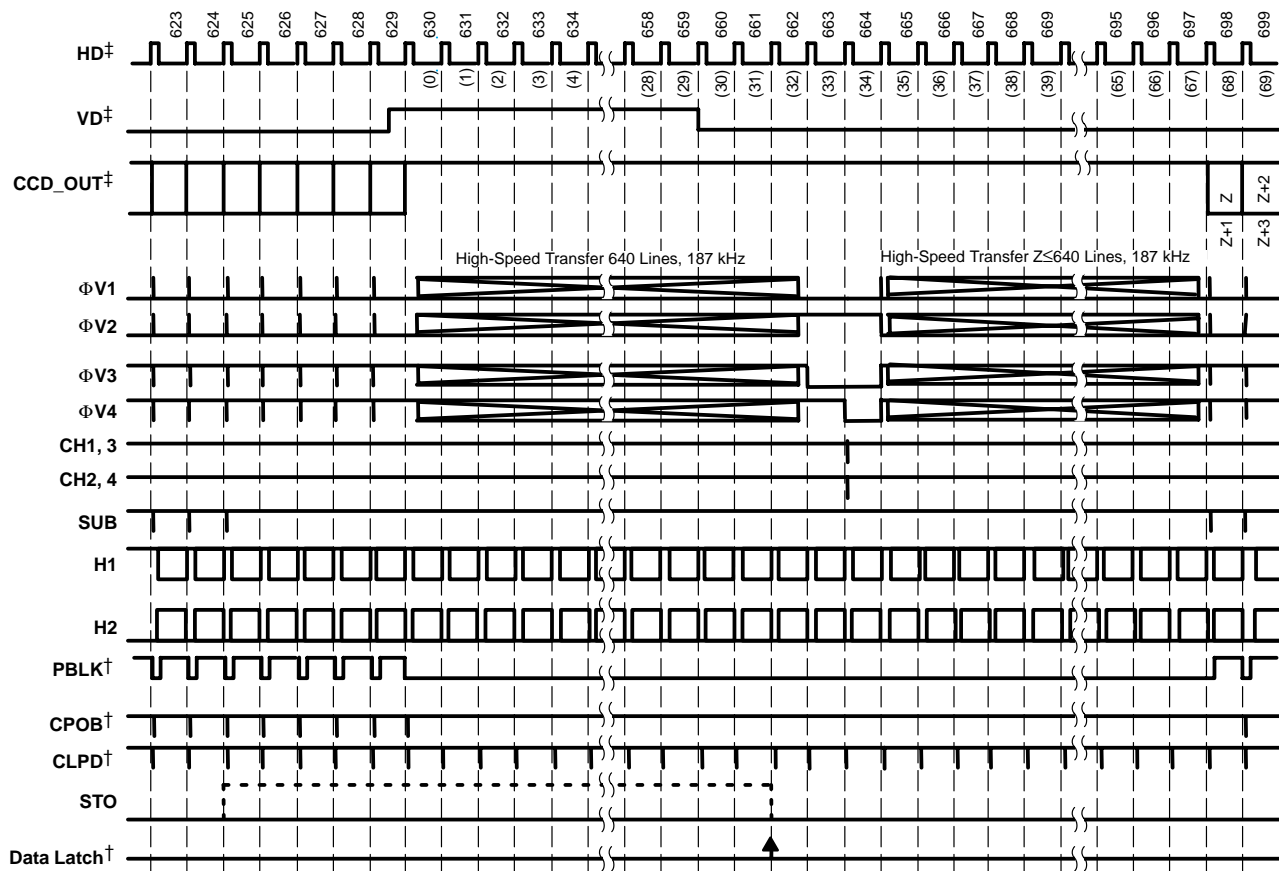 623 624 625 626 627 628 629 630 631 632 633 634 658 659 660 661 662 663 664 665 666 667 668 669 695 696 697 698 699
HD‡
(0) (1) (2) (3) (4) (28) (29) (30) (31) (32) (33) (34) (35) (36) (37) (38) (39) (65) (66) (67) (68) (69)
VD‡
CCD_OUT‡
Z Z+2
Z+1 Z+3
High-Speed Transfer 640 Lines, 187 kHz
High-Speed Transfer Z≤640 Lines, 187 kHz
ΦV1
ΦV2
ΦV3
ΦV4
CH1, 3
CH2, 4
SUB
H1
H2
PBLK†
CPOB†
CLPD†
STO
Data Latch†